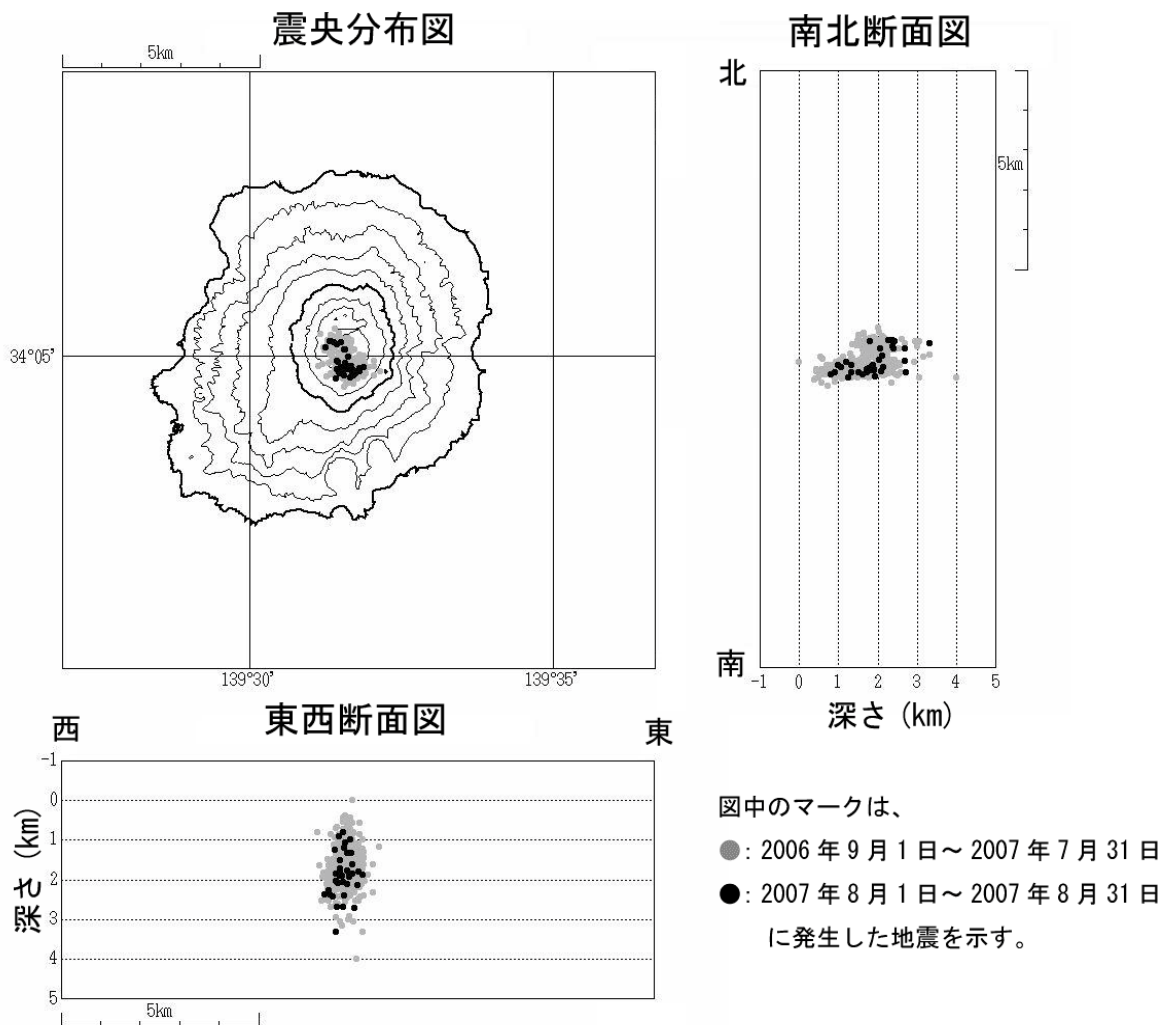 震央分布図
5km
34°05'
139°30'
139°35'
南北断面図
北
南
5km
-1 0 1 2 3 4 5
深さ (km)
東西断面図
西
東
-1
0
1
2
3
4
5
深さ (km)
5km
図中のマークは、
●: 2006 年 9 月 1 日～ 2007 年 7 月 31 日
●: 2007 年 8 月 1 日～ 2007 年 8 月 31 日
に発生した地震を示す。